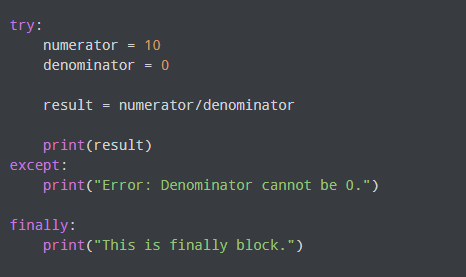 try:
    numerator = 10
    denominator = 0

    result = numerator/denominator

    print(result)
except:
    print("Error: Denominator cannot be 0.")

finally:
    print("This is finally block.")